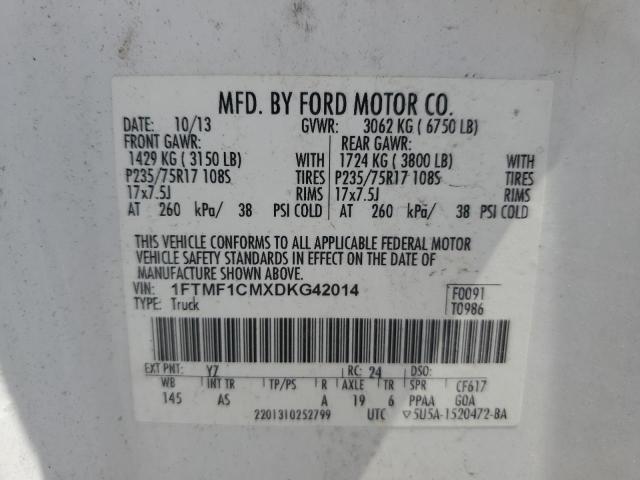 MFD. BY FORD MOTOR CO.
DATE: 10/13 GVWR: 3062 KG ( 6750 LB)
FRONT GAWR: REAR GAWR:
1429 KG ( 3150 LB) WITH 1724 KG ( 3800 LB) WITH
P235/75R17 108S TIRES P235/75R17 108S TIRES
17x7.5J RIMS 17x7.5J RIMS
AT 260 kPa/ 38 PSI COLD AT 260 kPa/ 38 PSI COLD
THIS VEHICLE CONFORMS TO ALL APPLICABLE FEDERAL MOTOR
VEHICLE SAFETY STANDARDS IN EFFECT ON THE DATE OF
MANUFACTURE SHOWN ABOVE.
VIN: 1FTMF1CMXDKG42014 F0091
TYPE: Truck T0986
EXT PNT: YZ RC: 24 DSO:
WB INT TR TP/PS R AXLE TR SPR CF617
145 AS A 19 6 PPAA GOA
2201310252799 UTC ▽5U5A-1520472-BA